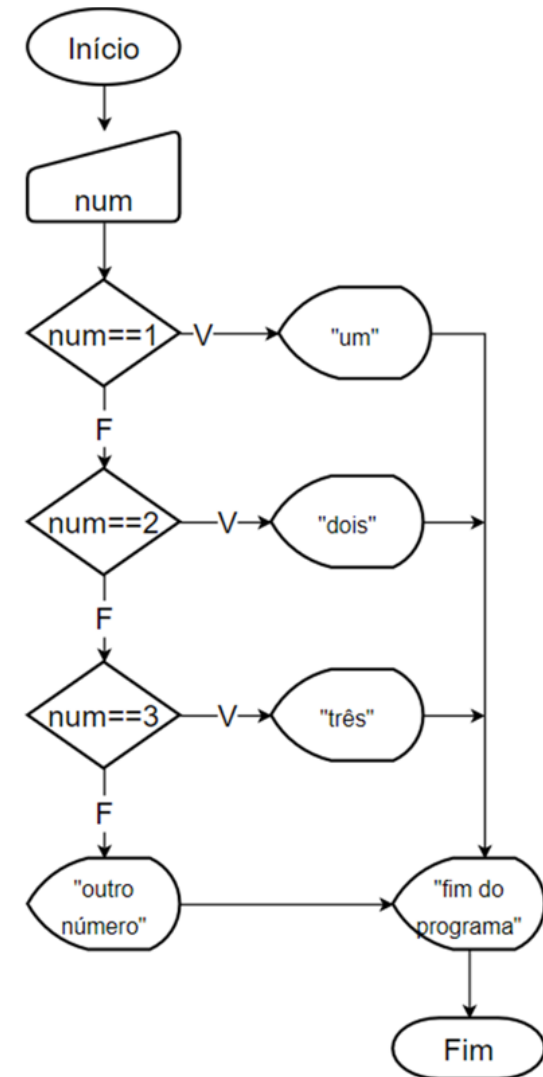 Início
num
num==1
V
"um"
F
num==2
V
"dois"
F
num==3
V
"três"
F
"outro
número"
"fim do
programa"
Fim